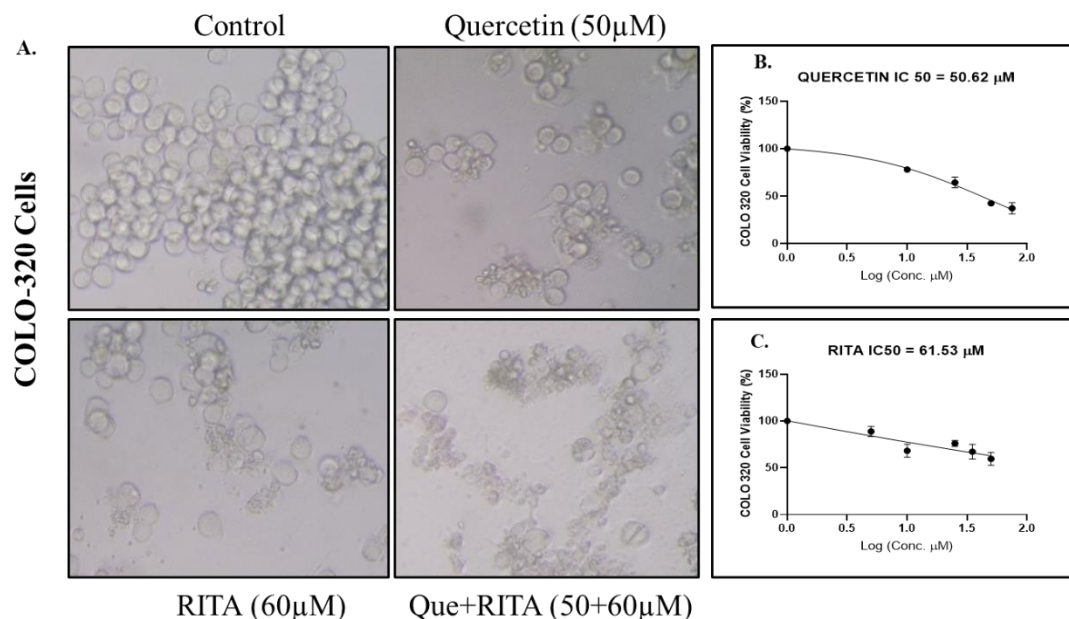 Control
Quercetin (50µM)
A.
COLO-320 Cells
RITA (60µM)
Que+RITA (50+60µM)
B.
QUERCETIN IC 50 = 50.62 µM
COLO 320 Cell Viability (%)
150
100
50
0
0.0 0.5 1.0 1.5 2.0
Log (Conc. µM)
C.
RITA IC50 = 61.53 µM
COLO 320 Cell Viability (%)
150
100
50
0
0.0 0.5 1.0 1.5 2.0
Log (Conc. µM)